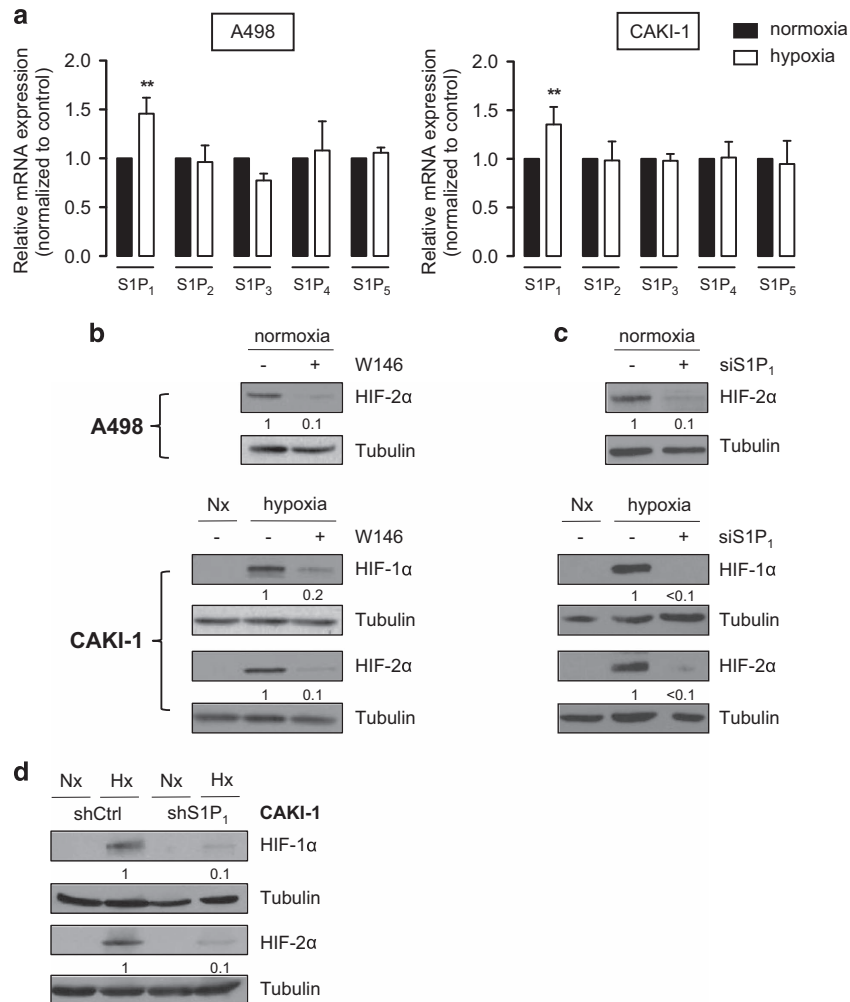 a
A498
CAKI-1
normoxia
hypoxia
Relative mRNA expression
(normalized to control)
2.0
1.5
1.0
0.5
0.0
**
S1P1 S1P2 S1P3 S1P4 S1P5
Relative mRNA expression
(normalized to control)
2.0
1.5
1.0
0.5
0.0
**
S1P1 S1P2 S1P3 S1P4 S1P5
b
normoxia
- + W146
A498
HIF-2α
1 0.1
Tubulin
Nx hypoxia
- - + W146
CAKI-1
HIF-1α
1 0.2
Tubulin
HIF-2α
1 0.1
Tubulin
c
normoxia
- + siS1P1
HIF-2α
1 0.1
Tubulin
Nx hypoxia
- - + siS1P1
HIF-1α
1 <0.1
Tubulin
HIF-2α
1 <0.1
Tubulin
d
Nx Hx Nx Hx
shCtrl shS1P1 CAKI-1
HIF-1α
1 0.1
Tubulin
HIF-2α
1 0.1
Tubulin